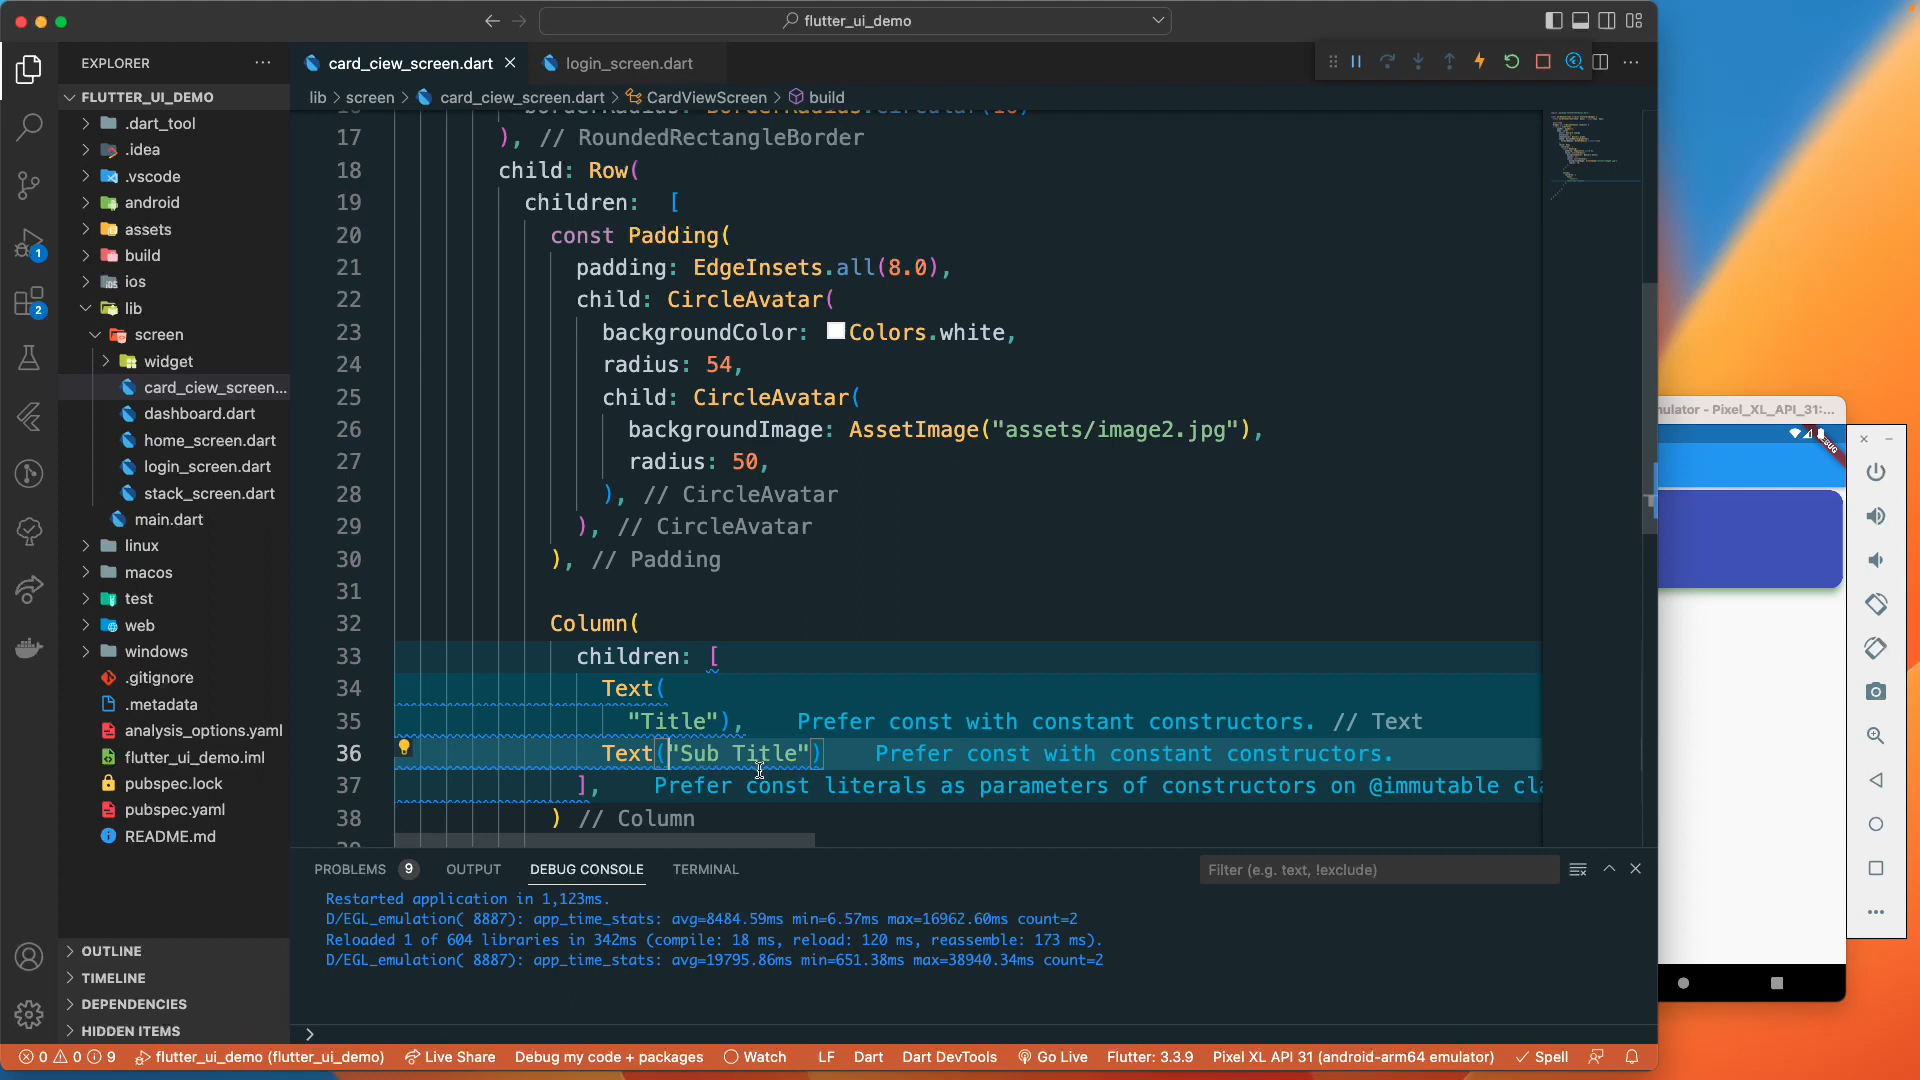 flutter_ui_demo
EXPLORER
FLUTTER_UI_DEMO
.dart_tool
.idea
.vscode
android
assets
build
ios
lib
screen
widget
card_ciew_screen...
dashboard.dart
home_screen.dart
login_screen.dart
stack_screen.dart
main.dart
linux
macos
test
web
windows
.gitignore
.metadata
analysis_options.yaml
flutter_ui_demo.iml
pubspec.lock
pubspec.yaml
README.md
OUTLINE
TIMELINE
DEPENDENCIES
HIDDEN ITEMS
1
2
card_ciew_screen.dart
login_screen.dart
lib > screen > card_ciew_screen.dart > CardViewScreen > build
17 ), // RoundedRectangleBorder
18 child: Row(
19 children:  [
20 const Padding(
21 padding: EdgeInsets.all(8.0),
22 child: CircleAvatar(
23 backgroundColor: Colors.white,
24 radius: 54,
25 child: CircleAvatar(
26 backgroundImage: AssetImage("assets/image2.jpg"),
27 radius: 50,
28 ), // CircleAvatar
29 ), // CircleAvatar
30 ), // Padding
31
32 Column(
33 children: [
34 Text(
35 "Title"), Prefer const with constant constructors. // Text
36 Text("Sub Title") Prefer const with constant constructors.
37 ], Prefer const literals as parameters of constructors on @immutable cla
38 ) // Column
PROBLEMS 9 OUTPUT DEBUG CONSOLE TERMINAL Filter (e.g. text, !exclude)
Restarted application in 1,123ms.
D/EGL_emulation( 8887): app_time_stats: avg=8484.59ms min=6.57ms max=16962.60ms count=2
Reloaded 1 of 604 libraries in 342ms (compile: 18 ms, reload: 120 ms, reassemble: 173 ms).
D/EGL_emulation( 8887): app_time_stats: avg=19795.86ms min=651.38ms max=38940.34ms count=2
>
0 0 9 flutter_ui_demo (flutter_ui_demo) Live Share Debug my code + packages Watch LF Dart Dart DevTools Go Live Flutter: 3.3.9 Pixel XL API 31 (android-arm64 emulator) Spell
ulator - Pixel_XL_API_31:...